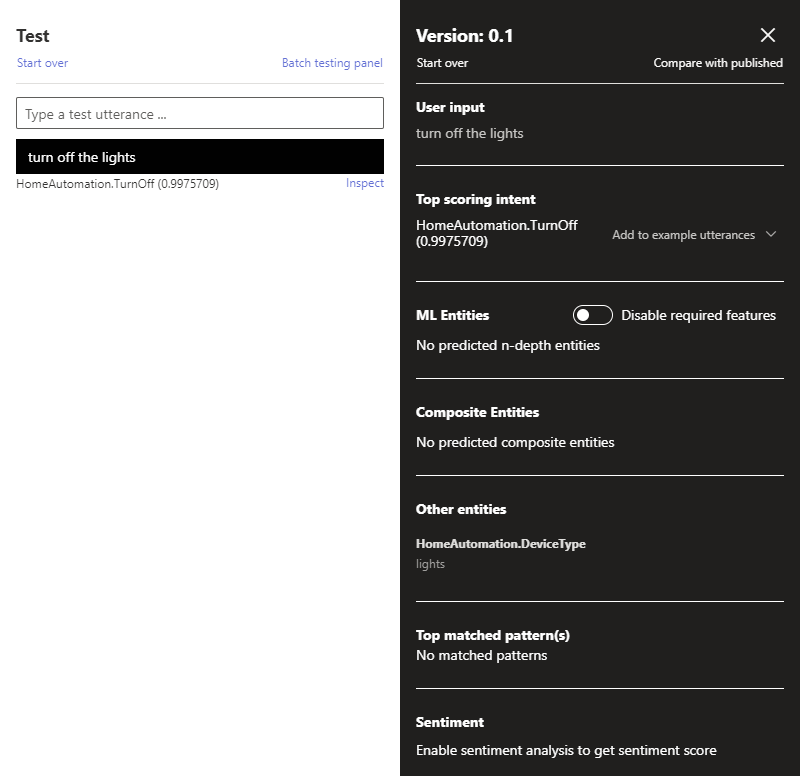 Test
Start over
Batch testing panel
Type a test utterance ...
turn off the lights
HomeAutomation.TurnOff (0.9975709)
Inspect
Version: 0.1
Start over
Compare with published
User input
turn off the lights
Top scoring intent
HomeAutomation.TurnOff
(0.9975709)
Add to example utterances
ML Entities
Disable required features
No predicted n-depth entities
Composite Entities
No predicted composite entities
Other entities
HomeAutomation.DeviceType
lights
Top matched pattern(s)
No matched patterns
Sentiment
Enable sentiment analysis to get sentiment score